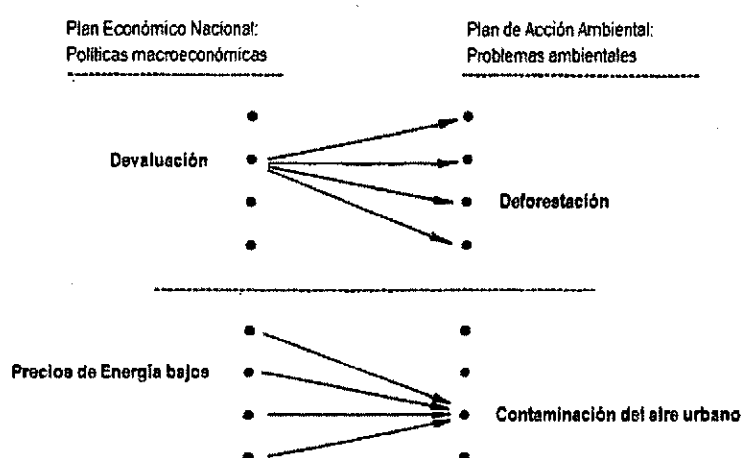 Plan Económico Nacional:
Políticas macroeconómicas
Plan de Acción Ambiental:
Problemas ambientales
Devaluación
Deforestación
Precios de Energía bajos
Contaminación del aire urbano